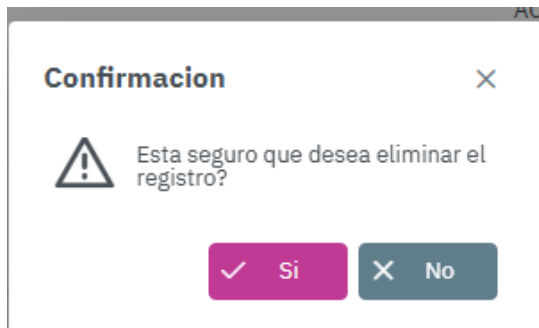 Confirmacion
Esta seguro que desea eliminar el
registro?
Si
No